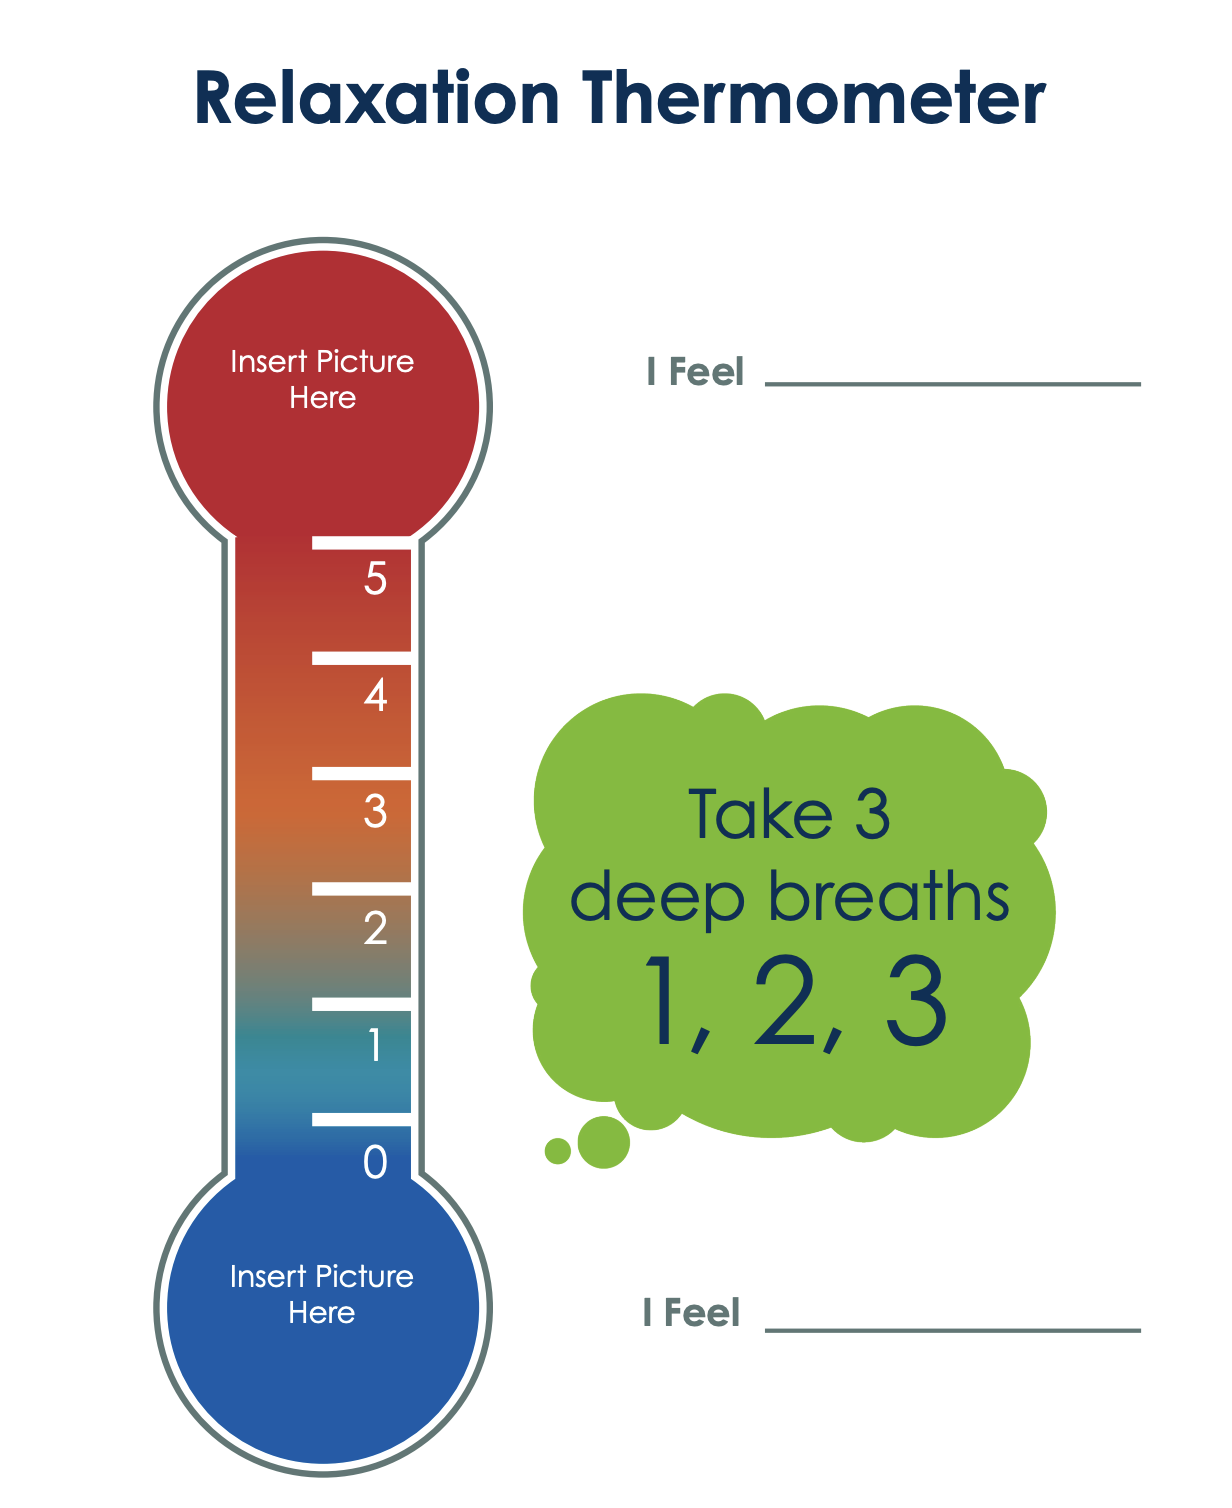 Relaxation Thermometer
Insert Picture
Here
I Feel
5
4
3
2
1
0
Take 3
deep breaths
1, 2, 3
Insert Picture
Here
I Feel